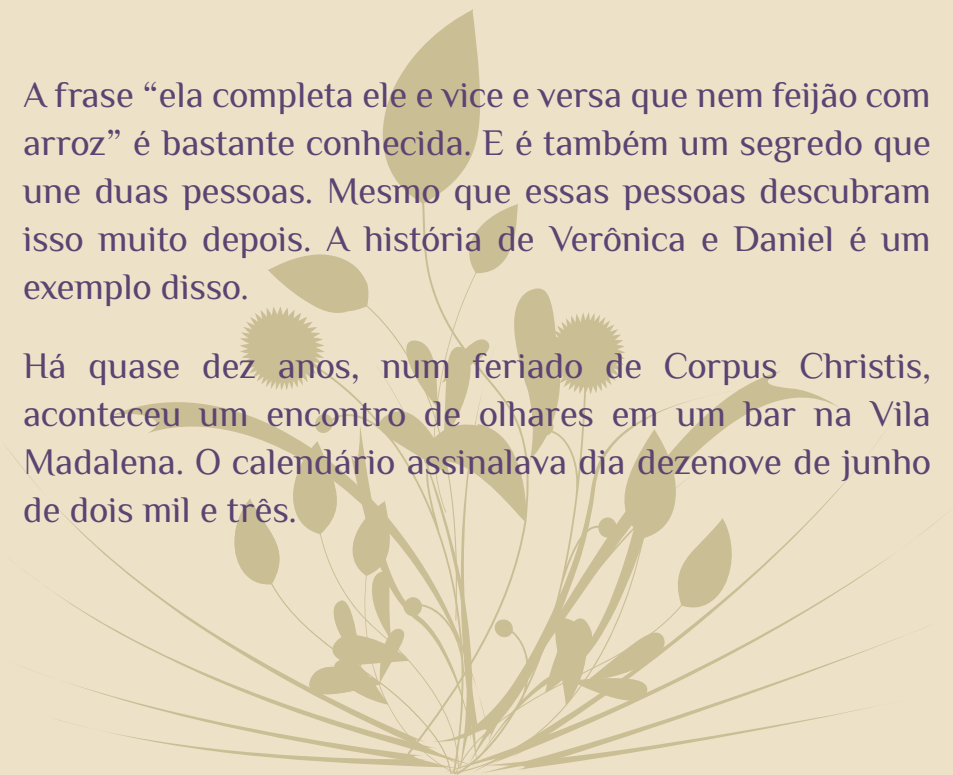 A frase “ela completa ele e vice e versa que nem feijão com
arroz” é bastante conhecida. E é também um segredo que
une duas pessoas. Mesmo que essas pessoas descubram
isso muito depois. A história de Verônica e Daniel é um
exemplo disso.
Há quase dez anos, num feriado de Corpus Christis,
aconteceu um encontro de olhares em um bar na Vila
Madalena. O calendário assinalava dia dezenove de junho
de dois mil e três.